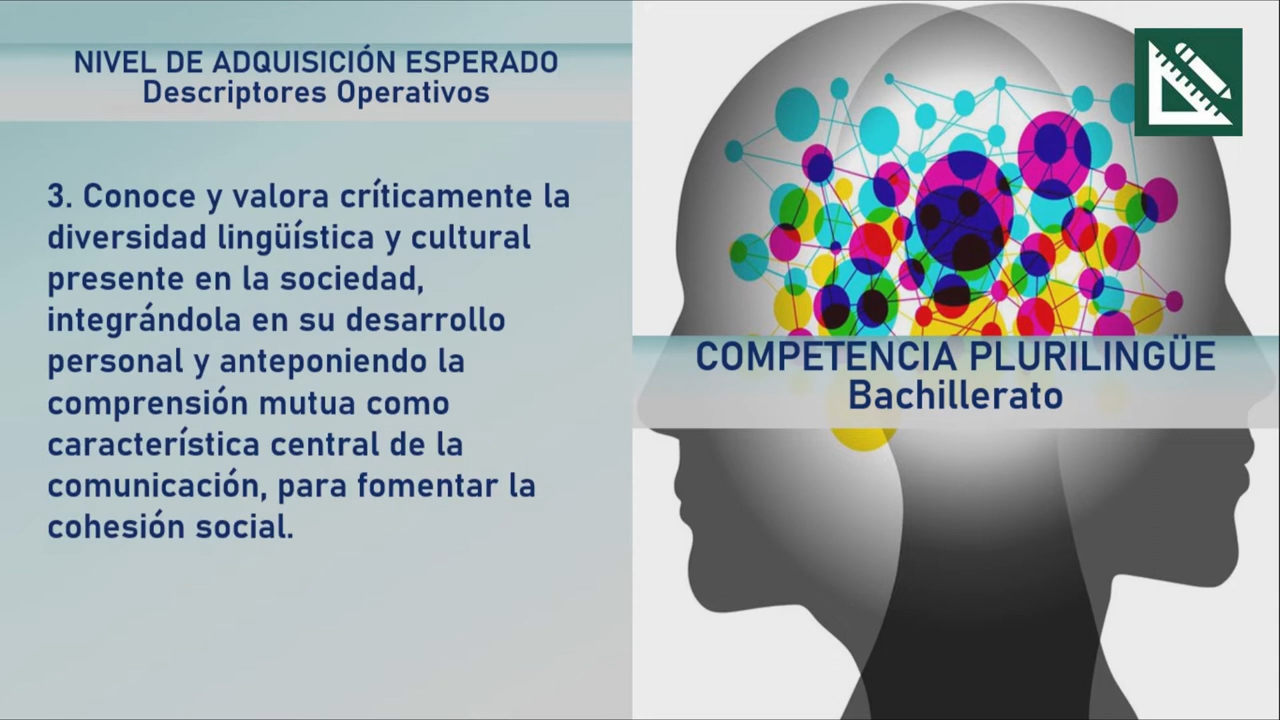 NIVEL DE ADQUISICIÓN ESPERADO
Descriptores Operativos
3. Conoce y valora críticamente la
diversidad lingüística y cultural
presente en la sociedad,
integrándola en su desarrollo
personal y anteponiendo la
comprensión mutua como
característica central de la
comunicación, para fomentar la
cohesión social.
COMPETENCIA PLURILINGÜE
Bachillerato